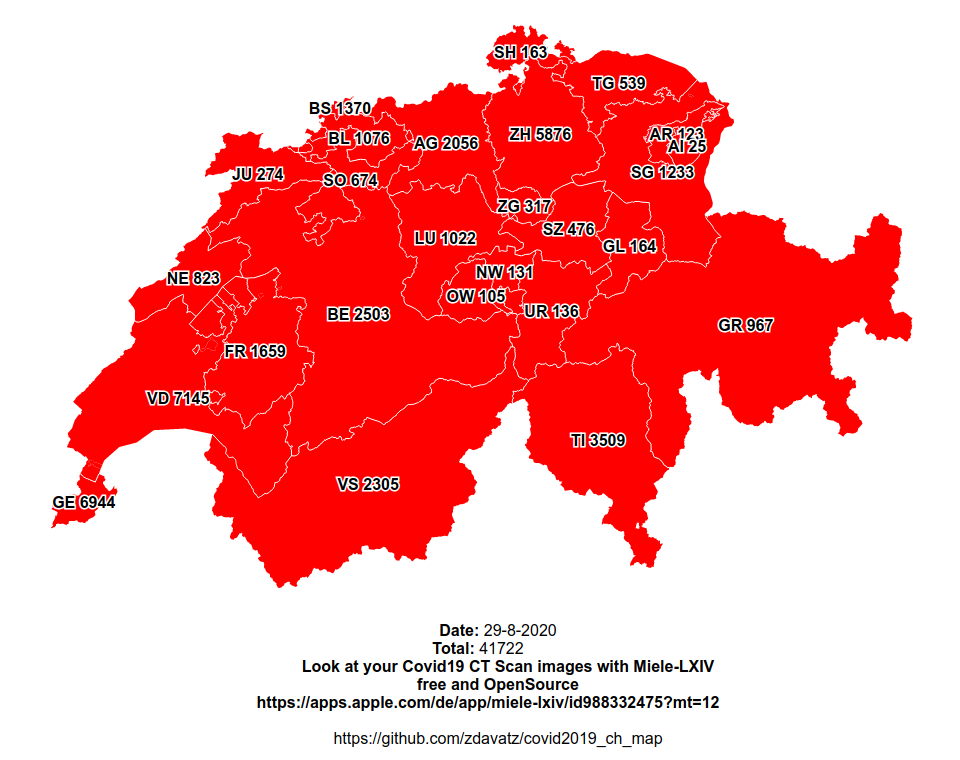 SH 163
TG 539
BS 1370
BL 1076
AG 2056
ZH 5876
AR 123
AI 25
JU 274
SO 674
SG 1233
ZG 317
SZ 476
LU 1022
GL 164
NE 823
NW 131
OW 105
UR 136
BE 2503
GR 967
FR 1659
VD 7145
TI 3509
VS 2305
GE 6944
Date: 29-8-2020
Total: 41722
Look at your Covid19 CT Scan images with Miele-LXIV
free and OpenSource
https://apps.apple.com/de/app/miele-lxiv/id988332475?mt=12
https://github.com/zdavatz/covid2019_ch_map